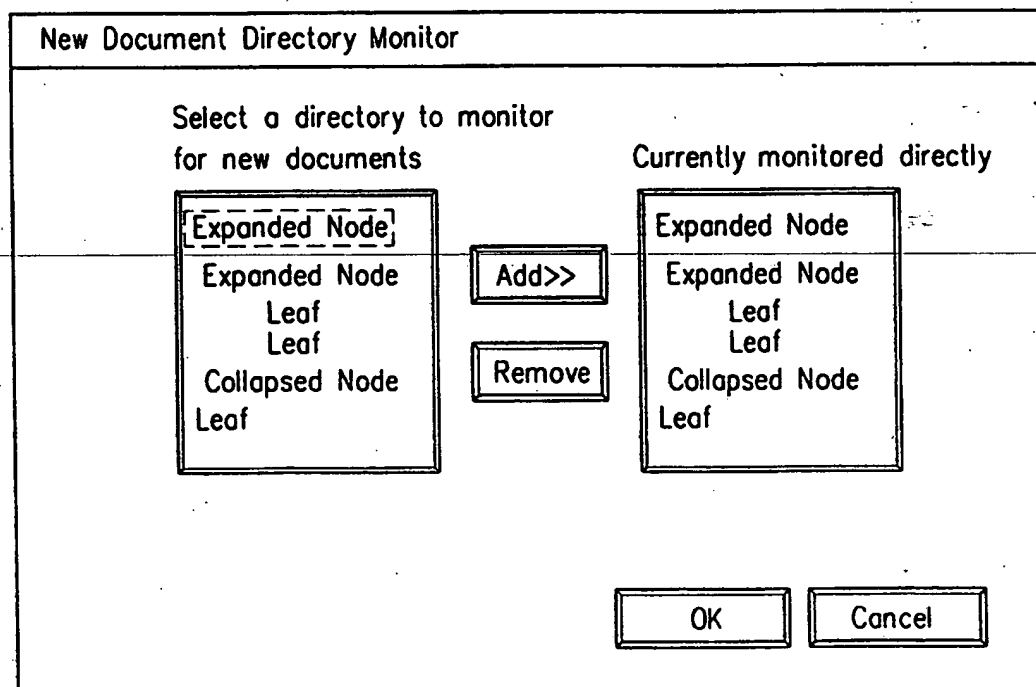 New Document Directory Monitor
Select a directory to monitor
for new documents
Currently monitored directly
Expanded Node
Expanded Node
Leaf
Leaf
Collapsed Node
Leaf
Add>>
Remove
Expanded Node
Expanded Node
Leaf
Leaf
Collapsed Node
Leaf
OK
Cancel